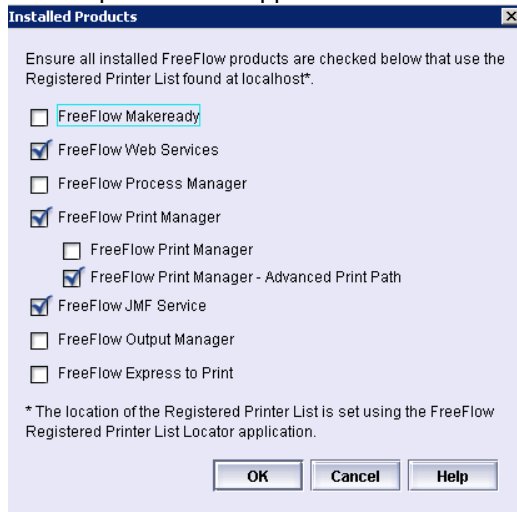 Installed Products
Ensure all installed FreeFlow products are checked below that use the
Registered Printer List found at localhost*.
FreeFlow Makeready
FreeFlow Web Services
FreeFlow Process Manager
FreeFlow Print Manager
FreeFlow Print Manager
FreeFlow Print Manager - Advanced Print Path
FreeFlow JMF Service
FreeFlow Output Manager
FreeFlow Express to Print
* The location of the Registered Printer List is set using the FreeFlow
Registered Printer List Locator application.
OK Cancel Help